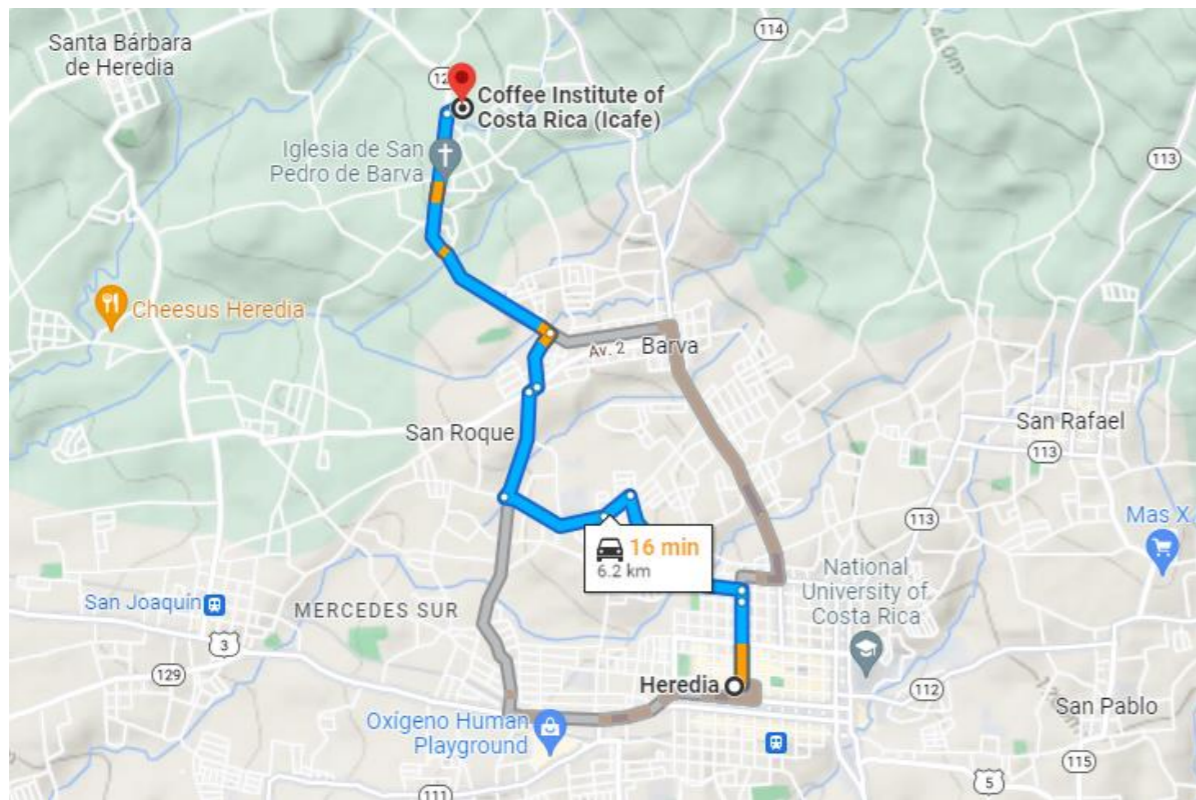 114
Santa Bárbara
de Heredia
40m
Coffee Institute of
Costa Rica (Icafe)
Iglesia de San
Pedro de Barva
113
Cheesus Heredia
Av. 2
Barva
San Rafael
San Roque
113
113
Mas X
16 min
6.2 km
National
University of
Costa Rica
San Joaquín
MERCEDES SUR
3
129
Heredia
112
San Pablo
Oxígeno Human
Playground
115
5
111